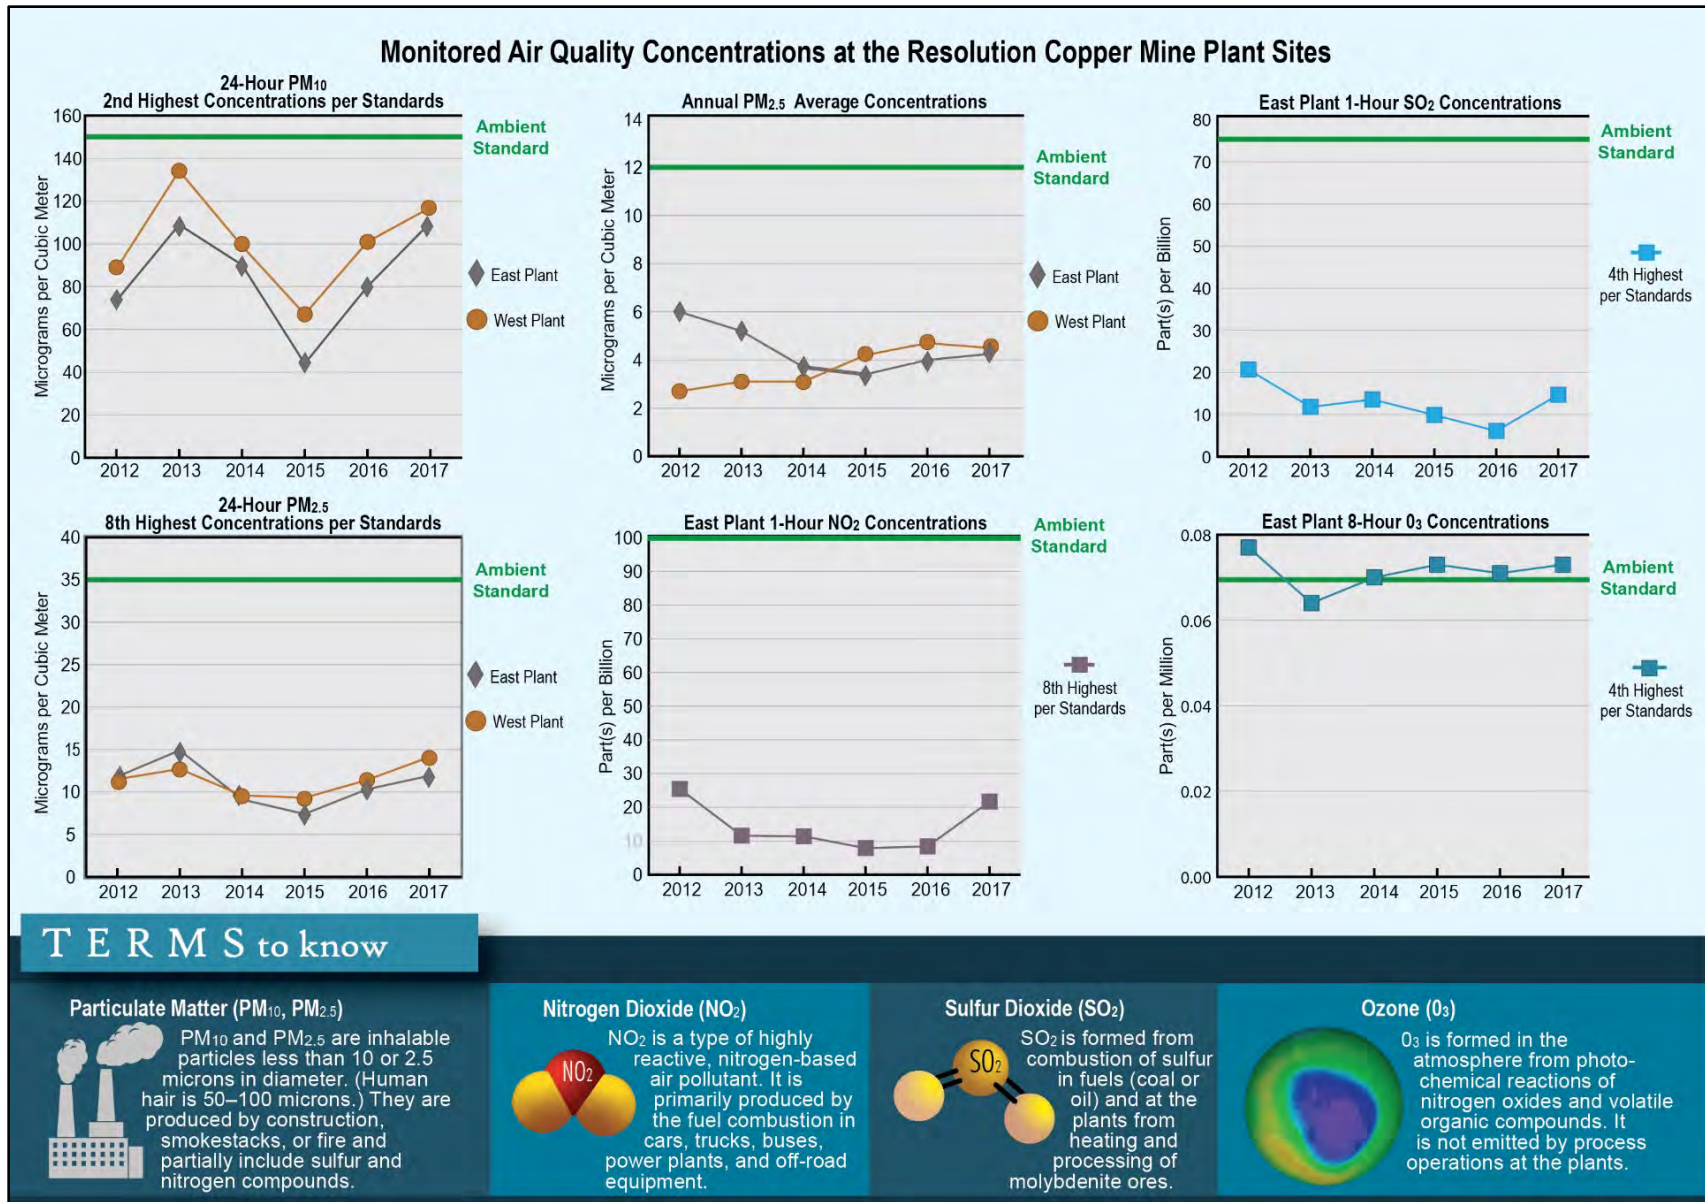 Monitored Air Quality Concentrations at the Resolution Copper Mine Plant Sites
24-Hour PM10
2nd Highest Concentrations per Standards
160
140
120
100
80
60
40
20
0
Micrograms per Cubic Meter
2012 2013 2014 2015 2016 2017
Ambient
Standard
East Plant
West Plant
Annual PM2.5 Average Concentrations
14
12
10
8
6
4
2
0
Micrograms per Cubic Meter
2012 2013 2014 2015 2016 2017
Ambient
Standard
East Plant
West Plant
East Plant 1-Hour SO2 Concentrations
80
70
60
50
40
30
20
10
0
Part(s) per Billion
2012 2013 2014 2015 2016 2017
Ambient
Standard
4th Highest
per Standards
24-Hour PM2.5
8th Highest Concentrations per Standards
40
35
30
25
20
15
10
5
0
Micrograms per Cubic Meter
2012 2013 2014 2015 2016 2017
Ambient
Standard
East Plant
West Plant
East Plant 1-Hour NO2 Concentrations
100
90
80
70
60
50
40
30
20
10
0
Part(s) per Billion
2012 2013 2014 2015 2016 2017
Ambient
Standard
8th Highest
per Standards
East Plant 8-Hour 03 Concentrations
0.08
0.06
0.04
0.02
0.00
Part(s) per Million
2012 2013 2014 2015 2016 2017
Ambient
Standard
4th Highest
per Standards
TERMS to know
Particulate Matter (PM10, PM2.5)
PM10 and PM2.5 are inhalable
particles less than 10 or 2.5
microns in diameter. (Human
hair is 50–100 microns.) They are
produced by construction,
smokestacks, or fire and
partially include sulfur and
nitrogen compounds.
Nitrogen Dioxide (NO2)
NO2
NO2 is a type of highly
reactive, nitrogen-based
air pollutant. It is
primarily produced by
the fuel combustion in
cars, trucks, buses,
power plants, and off-road
equipment.
Sulfur Dioxide (SO2)
SO2
SO2 is formed from
combustion of sulfur
in fuels (coal or
oil) and at the
plants from
heating and
processing of
molybdenite ores.
Ozone (03)
03 is formed in the
atmosphere from photo-
chemical reactions of
nitrogen oxides and volatile
organic compounds. It
is not emitted by process
operations at the plants.